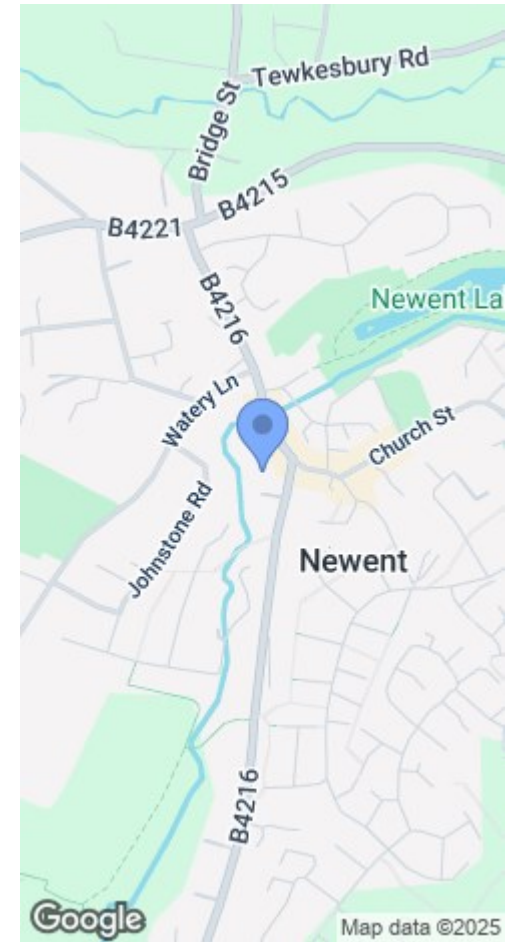 Tewkesbury Rd
Bridge St
B4215
B4221
B4216
Newent La
Watery Ln
Church St
Johnstone Rd
Newent
B4216
Google
Map data ©2025